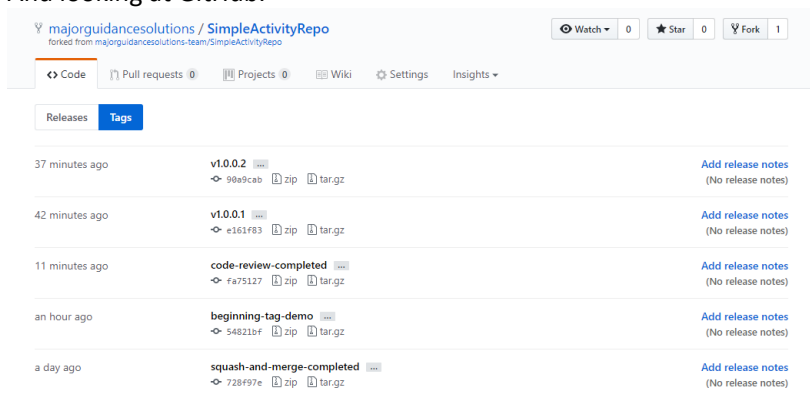 And looking at GitHub:
majorguidancesolutions / SimpleActivityRepo
forked from majorguidancesolutions-team/SimpleActivityRepo
Watch 0 Star 0 Fork 1
Code Pull requests 0 Projects 0 Wiki Settings Insights
Releases Tags
37 minutes ago v1.0.0.2 ... Add release notes
90a9cab zip tar.gz (No release notes)
42 minutes ago v1.0.0.1 ... Add release notes
e161f83 zip tar.gz (No release notes)
11 minutes ago code-review-completed ... Add release notes
fa75127 zip tar.gz (No release notes)
an hour ago beginning-tag-demo ... Add release notes
54821bf zip tar.gz (No release notes)
a day ago squash-and-merge-completed ... Add release notes
728f97e zip tar.gz (No release notes)